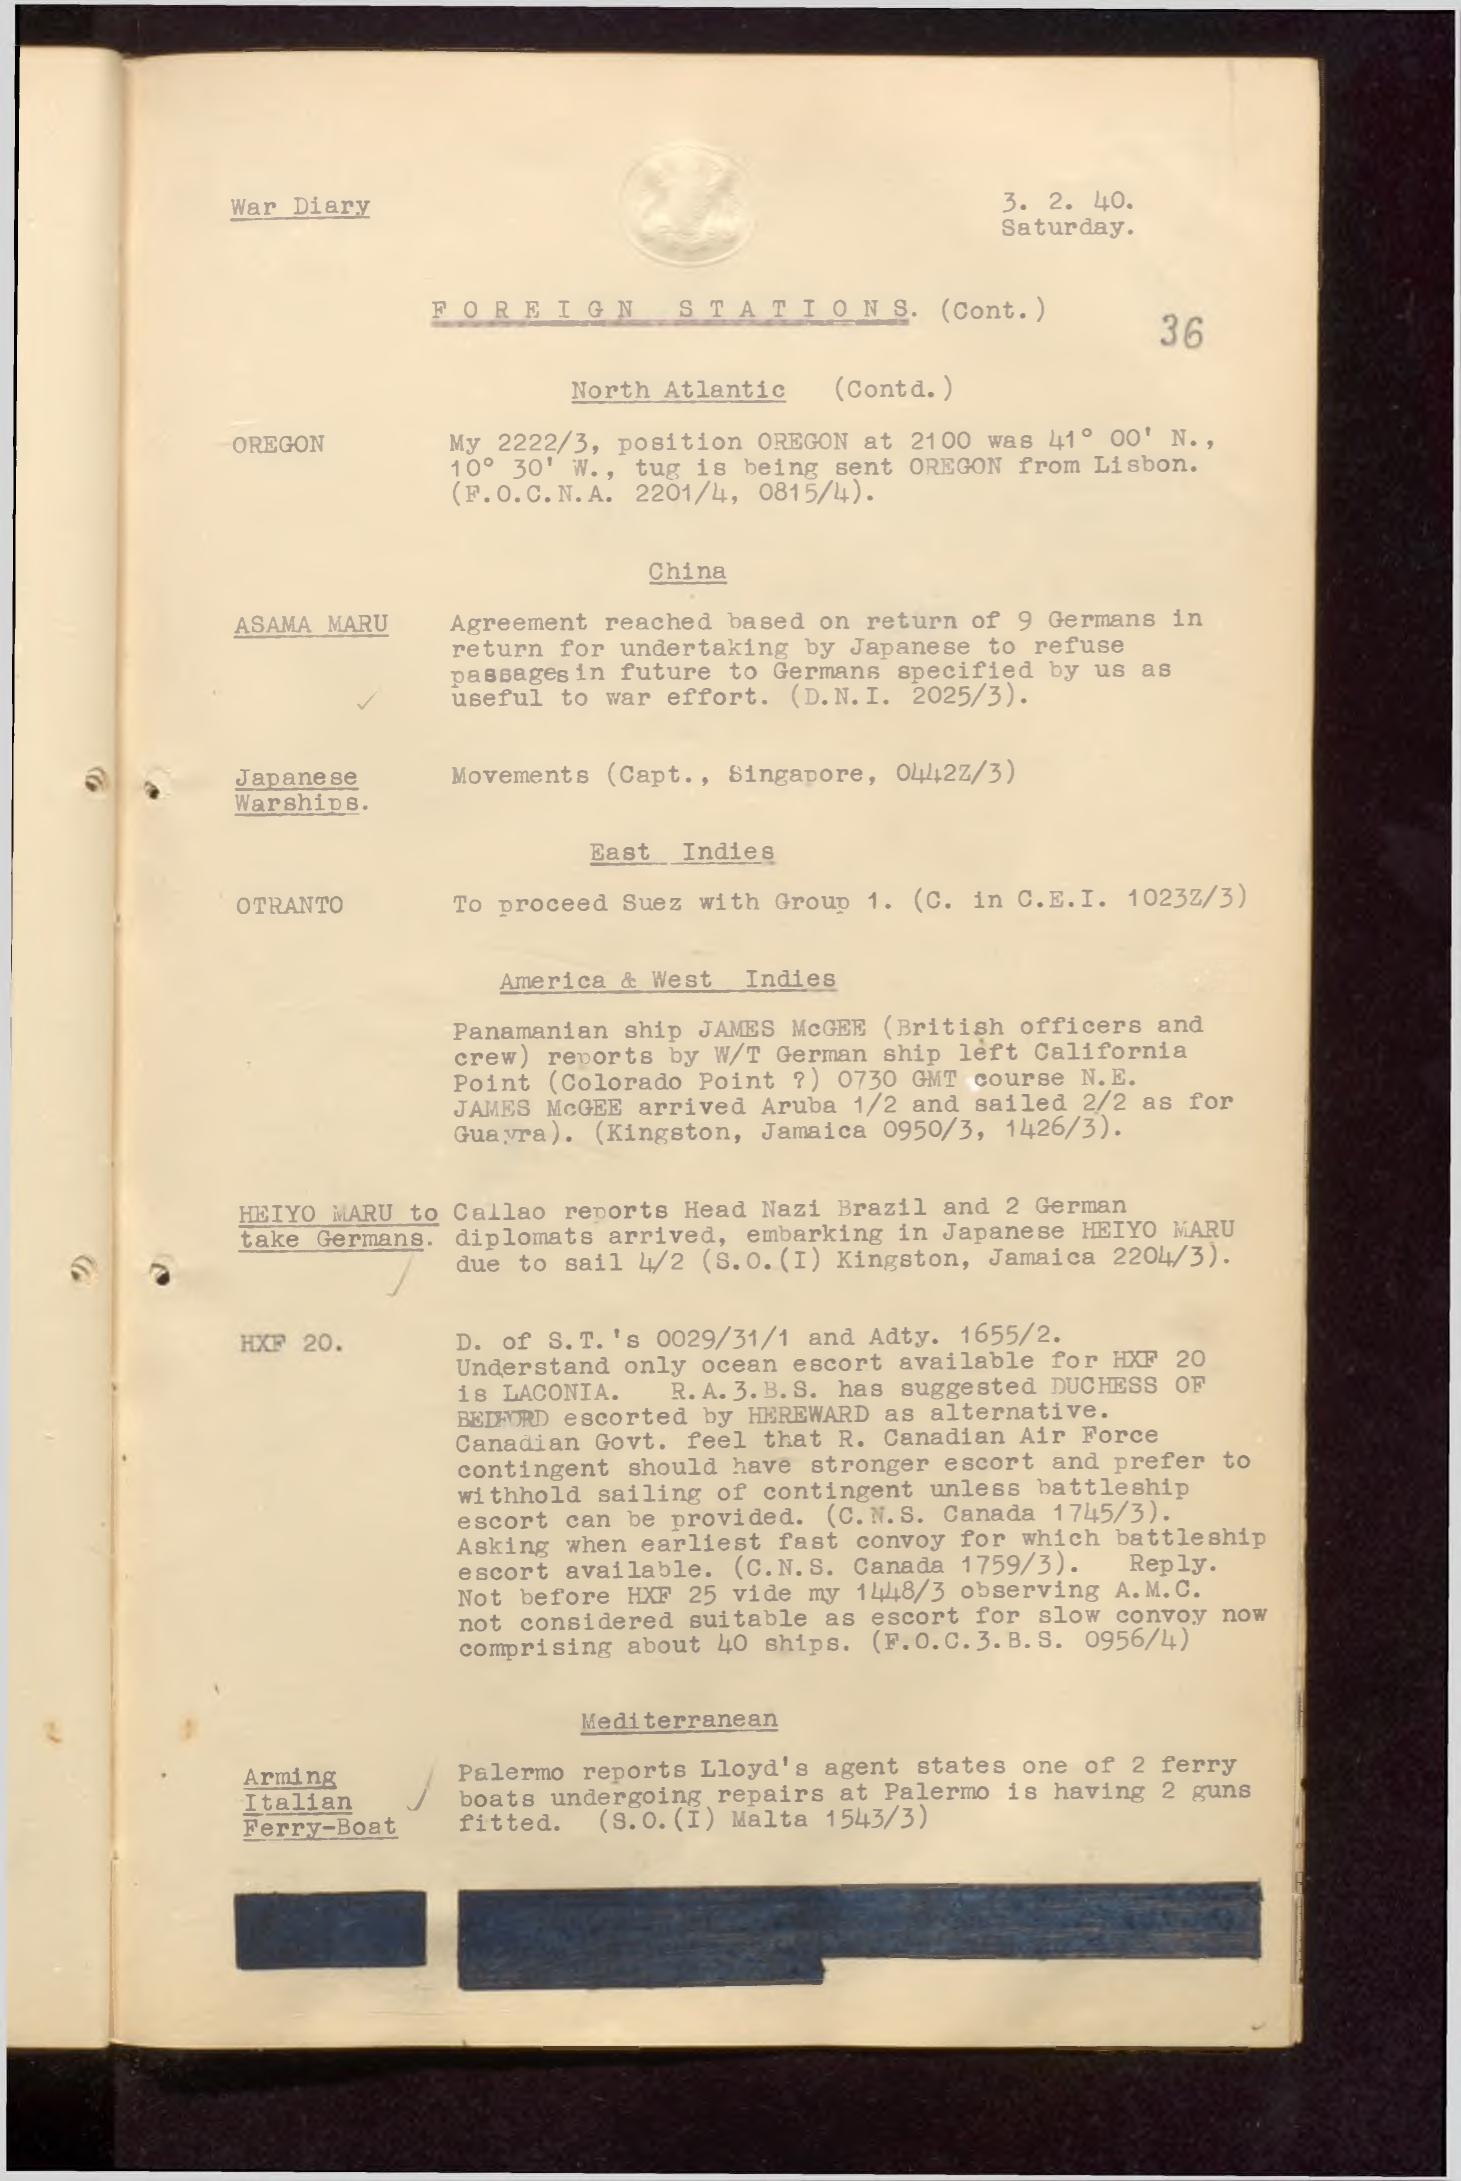 War Diary
3. 2. 40.
Saturday.
FOREIGN STATIONS. (Cont.)
36
North Atlantic (Contd.)
OREGON
My 2222/3, position OREGON at 2100 was 41° 00' N.,
10° 30' W., tug is being sent OREGON from Lisbon.
(F.O.C.N.A. 2201/4, 0815/4).
China
ASAMA MARU
Agreement reached based on return of 9 Germans in
return for undertaking by Japanese to refuse
passages in future to Germans specified by us as
useful to war effort. (D.N.I. 2025/3).
Japanese
Warships.
Movements (Capt., Singapore, 0442Z/3)
East Indies
OTRANTO
To proceed Suez with Group 1. (C. in C.E.I. 1023Z/3)
America & West Indies
Panamanian ship JAMES McGEE (British officers and
crew) reports by W/T German ship left California
Point (Colorado Point ?) 0730 GMT course N.E.
JAMES McGEE arrived Aruba 1/2 and sailed 2/2 as for
Guayra). (Kingston, Jamaica 0950/3, 1426/3).
HEIYO MARU to
take Germans.
Callao reports Head Nazi Brazil and 2 German
diplomats arrived, embarking in Japanese HEIYO MARU
due to sail 4/2 (S.O.(I) Kingston, Jamaica 2204/3).
HXF 20.
D. of S.T.'s 0029/31/1 and Adty. 1655/2.
Understand only ocean escort available for HXF 20
is LACONIA. R.A.3.B.S. has suggested DUCHESS OF
BEDFORD escorted by HEREWARD as alternative.
Canadian Govt. feel that R. Canadian Air Force
contingent should have stronger escort and prefer to
withhold sailing of contingent unless battleship
escort can be provided. (C.N.S. Canada 1745/3).
Asking when earliest fast convoy for which battleship
escort available. (C.N.S. Canada 1759/3). Reply.
Not before HXF 25 vide my 1448/3 observing A.M.C.
not considered suitable as escort for slow convoy now
comprising about 40 ships. (F.O.C.3.B.S. 0956/4)
Mediterranean
Arming
Italian
Ferry-Boat
Palermo reports Lloyd's agent states one of 2 ferry
boats undergoing repairs at Palermo is having 2 guns
fitted. (S.O.(I) Malta 1543/3)